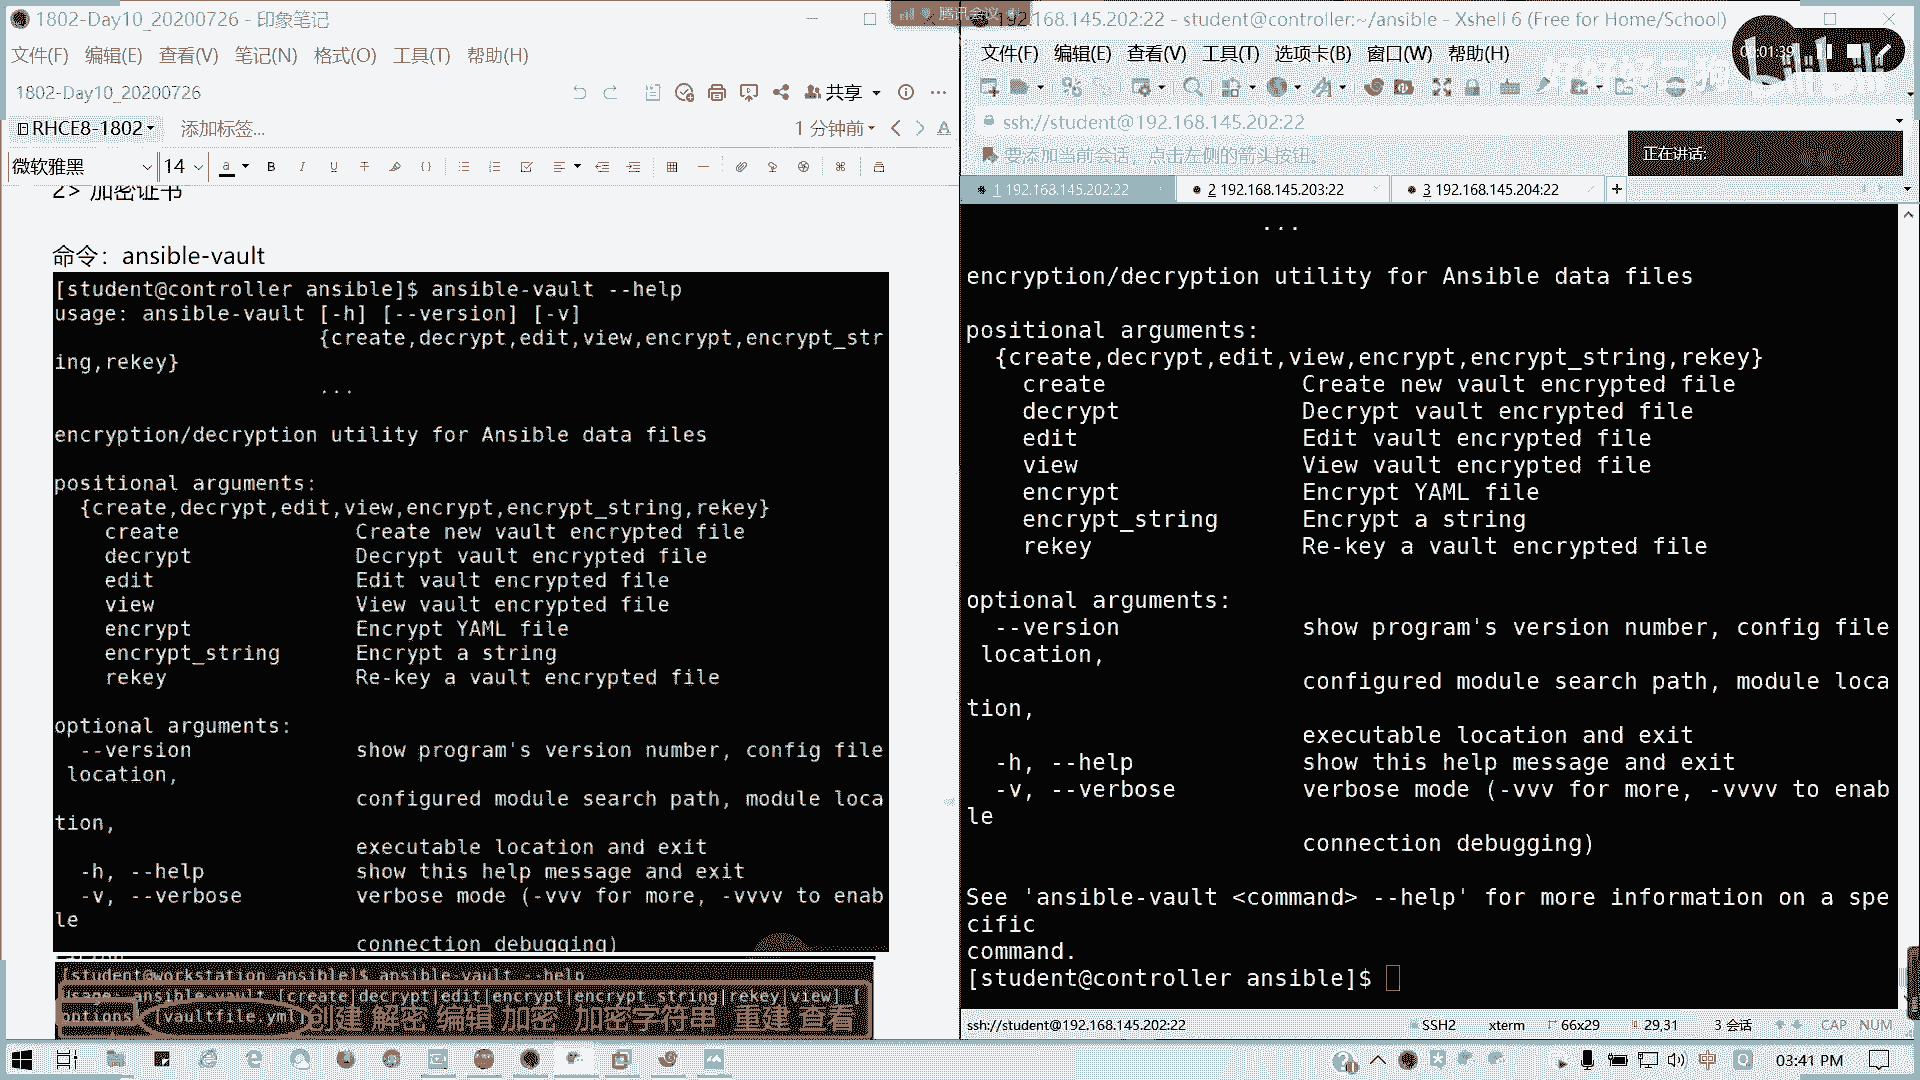 1802-Day10_20200726 - 印象笔记
文件(F) 编辑(E) 查看(V) 笔记(N) 格式(O) 工具(T) 帮助(H)
1802-Day10_20200726
共享
RHCE8-1802 添加标签...
1 分钟前
微软雅黑 14
2> 加密证书
命令：ansible-vault
[student@controller ansible]$ ansible-vault --help
usage: ansible-vault [-h] [--version] [-v]
{create,decrypt,edit,view,encrypt,encrypt_str
ing,rekey}
...
encryption/decryption utility for Ansible data files
positional arguments:
{create,decrypt,edit,view,encrypt,encrypt_string,rekey}
create Create new vault encrypted file
decrypt Decrypt vault encrypted file
edit Edit vault encrypted file
view View vault encrypted file
encrypt Encrypt YAML file
encrypt_string Encrypt a string
rekey Re-key a vault encrypted file
optional arguments:
--version show program's version number, config file
location,
configured module search path, module loca
tion,
executable location and exit
-h, --help show this help message and exit
-v, --verbose verbose mode (-vvv for more, -vvvv to enab
le
connection debugging)
[student@workstation ansible]$ ansible-vault --help
usage: ansible-vault [create|decrypt|edit|encrypt|encrypt_string|rekey|view] [
options] [vaultfile.yml] 创建 解密 编辑 加密 加密字符串 重建 查看
腾讯会议
192.168.145.202:22 - student@controller:~/ansible - Xshell 6 (Free for Home/School)
文件(F) 编辑(E) 查看(V) 工具(T) 选项卡(B) 窗口(W) 帮助(H)
ssh://student@192.168.145.202:22
要添加当前会话，点击左侧的箭头按钮。
正在讲话:
1 192.168.145.202:22
2 192.168.145.203:22
3 192.168.145.204:22
...
encryption/decryption utility for Ansible data files
positional arguments:
{create,decrypt,edit,view,encrypt,encrypt_string,rekey}
create Create new vault encrypted file
decrypt Decrypt vault encrypted file
edit Edit vault encrypted file
view View vault encrypted file
encrypt Encrypt YAML file
encrypt_string Encrypt a string
rekey Re-key a vault encrypted file
optional arguments:
--version show program's version number, config file
location,
configured module search path, module loca
tion,
executable location and exit
-h, --help show this help message and exit
-v, --verbose verbose mode (-vvv for more, -vvvv to enab
le
connection debugging)
See 'ansible-vault <command> --help' for more information on a spe
cific
command.
[student@controller ansible]$
ssh://student@192.168.145.202:22 SSH2 xterm 66x29 29,31 3 会话 CAP NUM
中 03:41 PM